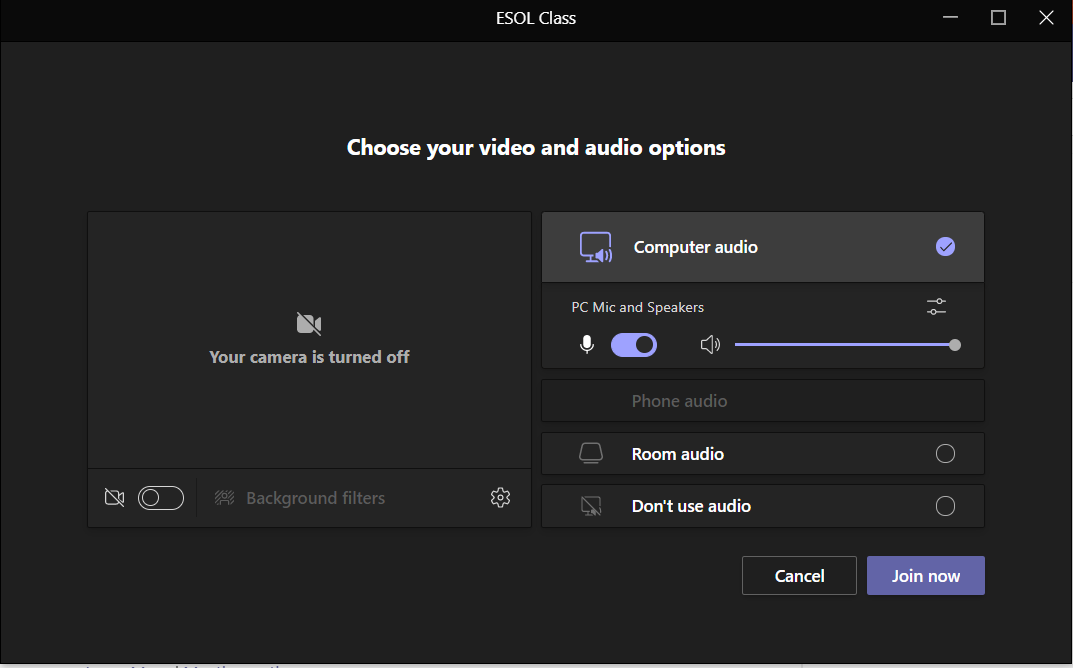 ESOL Class
Choose your video and audio options
Your camera is turned off
Background filters
Computer audio
PC Mic and Speakers
Phone audio
Room audio
Don't use audio
Cancel
Join now